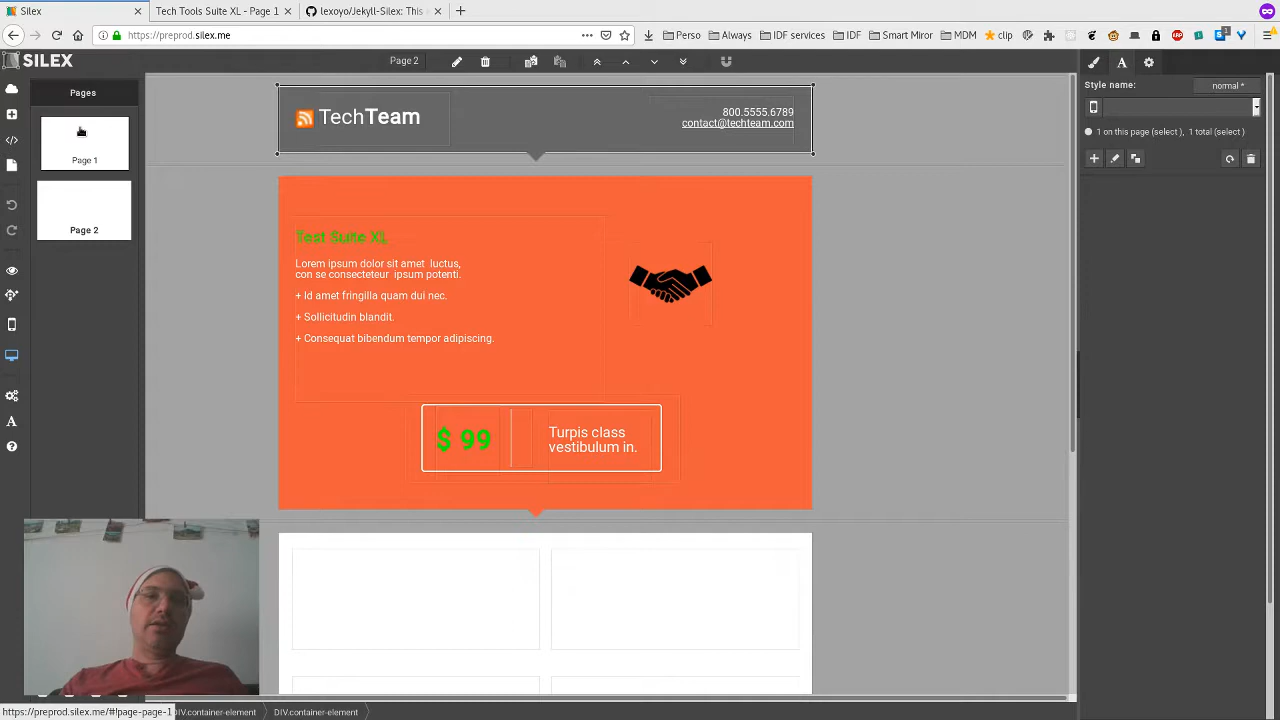 Silex
Tech Tools Suite XL - Page 1
lexoyo/Jekyll-Silex: This
https://preprod.silex.me
Perso
Always
IDF services
IDF
Smart Miror
MDM
clip
SILEX
Page 2
Pages
Page 1
Page 2
TechTeam
800.5555.6789
contact@techteam.com
Test Suite XL
Lorem ipsum dolor sit amet luctus,
con se consecteteur ipsum potenti.
+ Id amet fringilla quam dui nec.
+ Sollicitudin blandit.
+ Consequat bibendum tempor adipiscing.
$ 99
Turpis class
vestibulum in.
Style name:
normal *
1 on this page (select ), 1 total (select )
https://preprod.silex.me/#!page-page-1
DIV.container-element
DIV.container-element